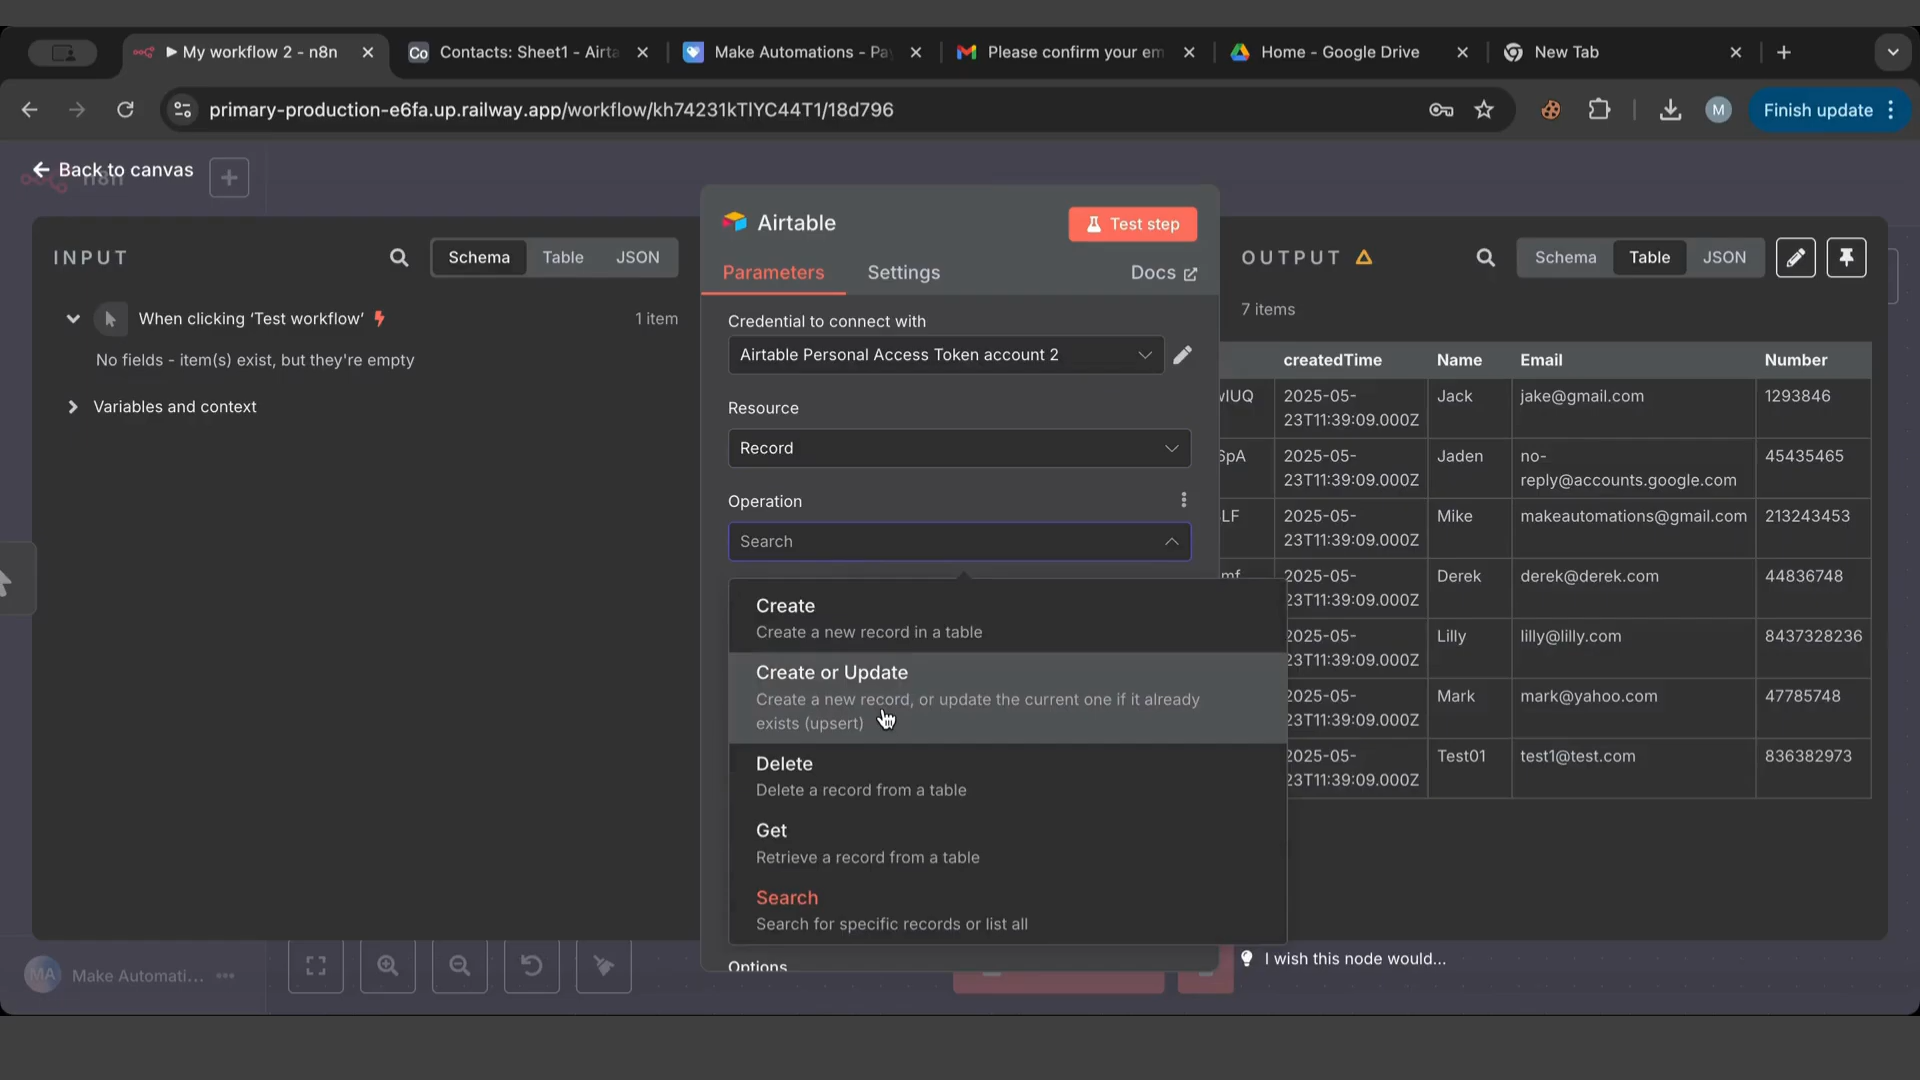 My workflow 2 - n8n
Contacts: Sheet1 - Airta
Make Automations - Pa
Please confirm your em
Home - Google Drive
New Tab
primary-production-e6fa.up.railway.app/workflow/kh74231kTlYC44T1/18d796
M
Finish update
Back to canvas
n8n
INPUT
Schema
Table
JSON
When clicking ‘Test workflow’
1 item
No fields - item(s) exist, but they're empty
Variables and context
Airtable
Test step
Parameters
Settings
Docs
Credential to connect with
Airtable Personal Access Token account 2
Resource
Record
Operation
Search
Create
Create a new record in a table
Create or Update
Create a new record, or update the current one if it already
exists (upsert)
Delete
Delete a record from a table
Get
Retrieve a record from a table
Search
Search for specific records or list all
Options
OUTPUT
Schema
Table
JSON
7 items
createdTime Name Email Number
IUQ 2025-05- Jack jake@gmail.com 1293846
23T11:39:09.000Z
SpA 2025-05- Jaden no- 45435465
23T11:39:09.000Z reply@accounts.google.com
LF 2025-05- Mike makeautomations@gmail.com 213243453
23T11:39:09.000Z
mf 2025-05- Derek derek@derek.com 44836748
23T11:39:09.000Z
2025-05- Lilly lilly@lilly.com 8437328236
23T11:39:09.000Z
2025-05- Mark mark@yahoo.com 47785748
23T11:39:09.000Z
2025-05- Test01 test1@test.com 836382973
23T11:39:09.000Z
MA
Make Automati...
I wish this node would...